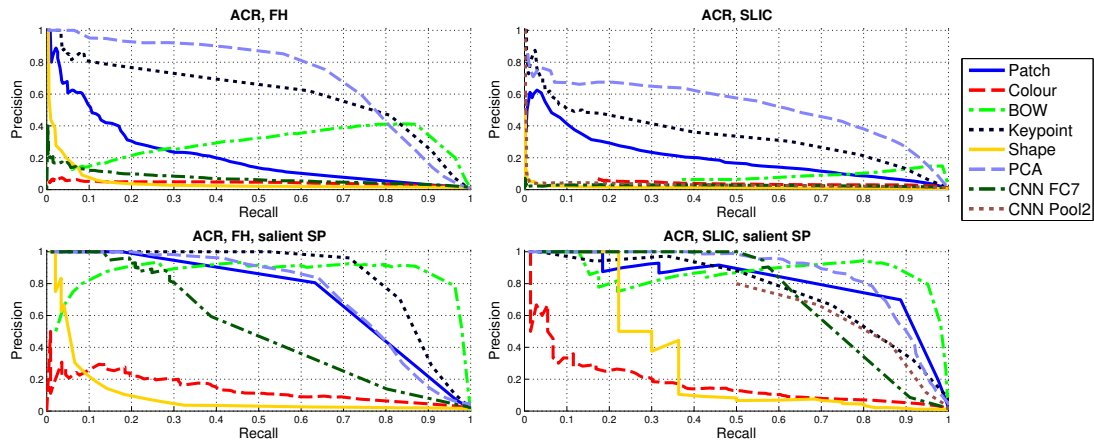 ACR, FH
Precision
1
0.8
0.6
0.4
0.2
0
0 0.1 0.2 0.3 0.4 0.5 0.6 0.7 0.8 0.9 1
Recall
ACR, SLIC
Precision
1
0.8
0.6
0.4
0.2
0
0 0.1 0.2 0.3 0.4 0.5 0.6 0.7 0.8 0.9 1
Recall
Patch
Colour
BOW
Keypoint
Shape
PCA
CNN FC7
CNN Pool2
ACR, FH, salient SP
Precision
1
0.8
0.6
0.4
0.2
0
0 0.1 0.2 0.3 0.4 0.5 0.6 0.7 0.8 0.9 1
Recall
ACR, SLIC, salient SP
Precision
1
0.8
0.6
0.4
0.2
0
0 0.1 0.2 0.3 0.4 0.5 0.6 0.7 0.8 0.9 1
Recall